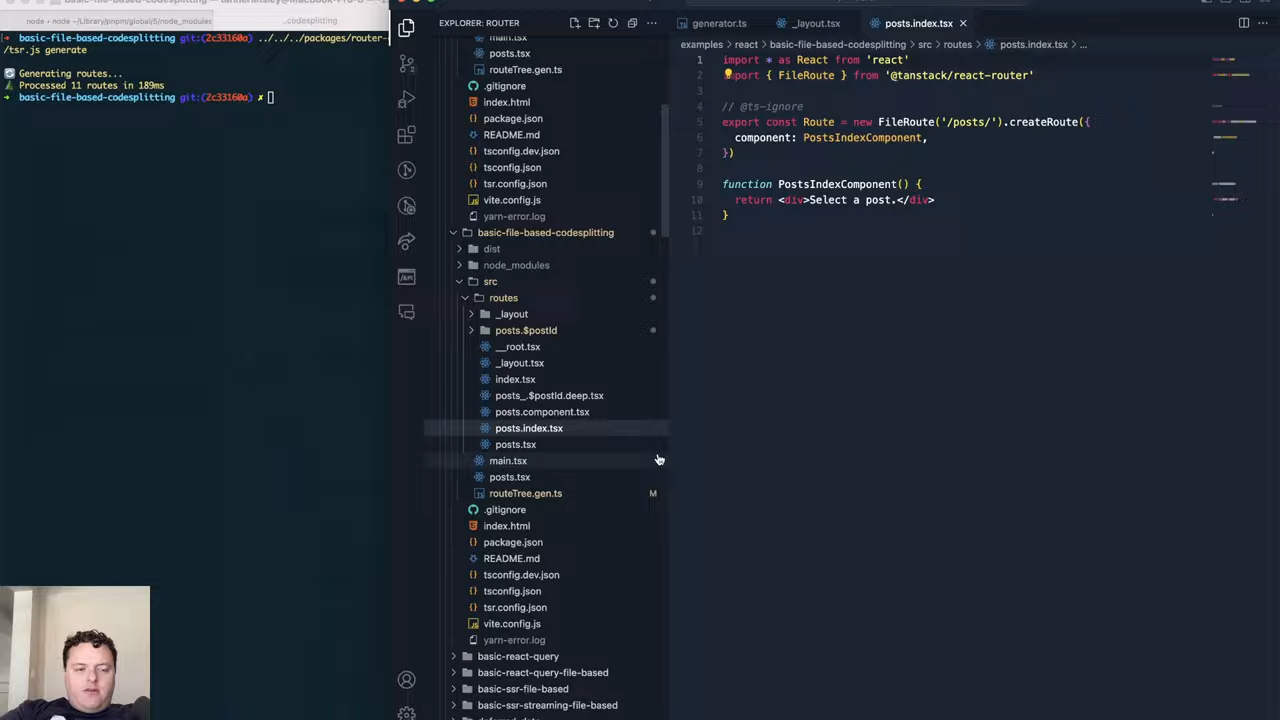 node • node ~/Library/pnpm/global/5/node_modules
..codesplitting
basic-file-based-codesplitting git:(2c33160a) ../../../packages/router-
/tsr.js generate
Generating routes...
Processed 11 routes in 189ms
basic-file-based-codesplitting git:(2c33160a) ✗
EXPLORER: ROUTER
main.tsx
posts.tsx
routeTree.gen.ts
.gitignore
index.html
package.json
README.md
tsconfig.dev.json
tsconfig.json
tsr.config.json
vite.config.js
yarn-error.log
basic-file-based-codesplitting
dist
node_modules
src
routes
_layout
posts.$postId
__root.tsx
_layout.tsx
index.tsx
posts_.$postId.deep.tsx
posts.component.tsx
posts.index.tsx
posts.tsx
main.tsx
posts.tsx
routeTree.gen.ts M
.gitignore
index.html
package.json
README.md
tsconfig.dev.json
tsconfig.json
tsr.config.json
vite.config.js
yarn-error.log
basic-react-query
basic-react-query-file-based
basic-ssr-file-based
basic-ssr-streaming-file-based
generator.ts _layout.tsx posts.index.tsx
examples > react > basic-file-based-codesplitting > src > routes > posts.index.tsx > ...
1 import * as React from 'react'
2 import { FileRoute } from '@tanstack/react-router'
3
4 // @ts-ignore
5 export const Route = new FileRoute('/posts/').createRoute({
6 component: PostsIndexComponent,
7 })
8
9 function PostsIndexComponent() {
10 return <div>Select a post.</div>
11 }
12